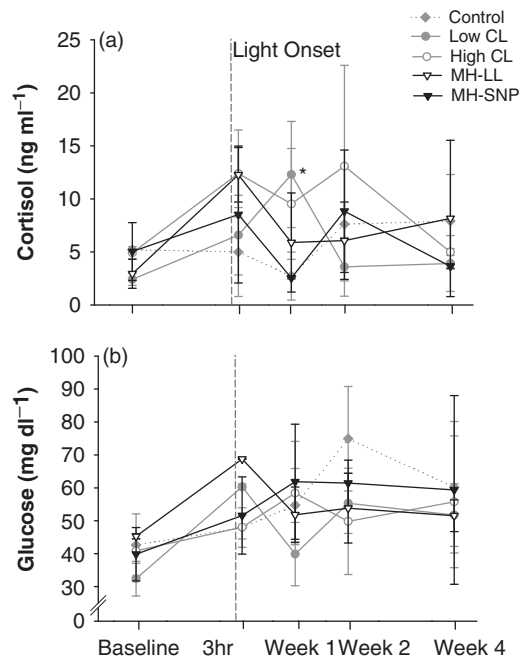 Control
Low CL
High CL
MH-LL
MH-SNP
(a)
Light Onset
25
20
15
10
5
0
*
Cortisol (ng ml⁻¹)
(b)
100
90
80
70
60
50
40
30
0
Glucose (mg dl⁻¹)
Baseline 3hr Week 1 Week 2 Week 4